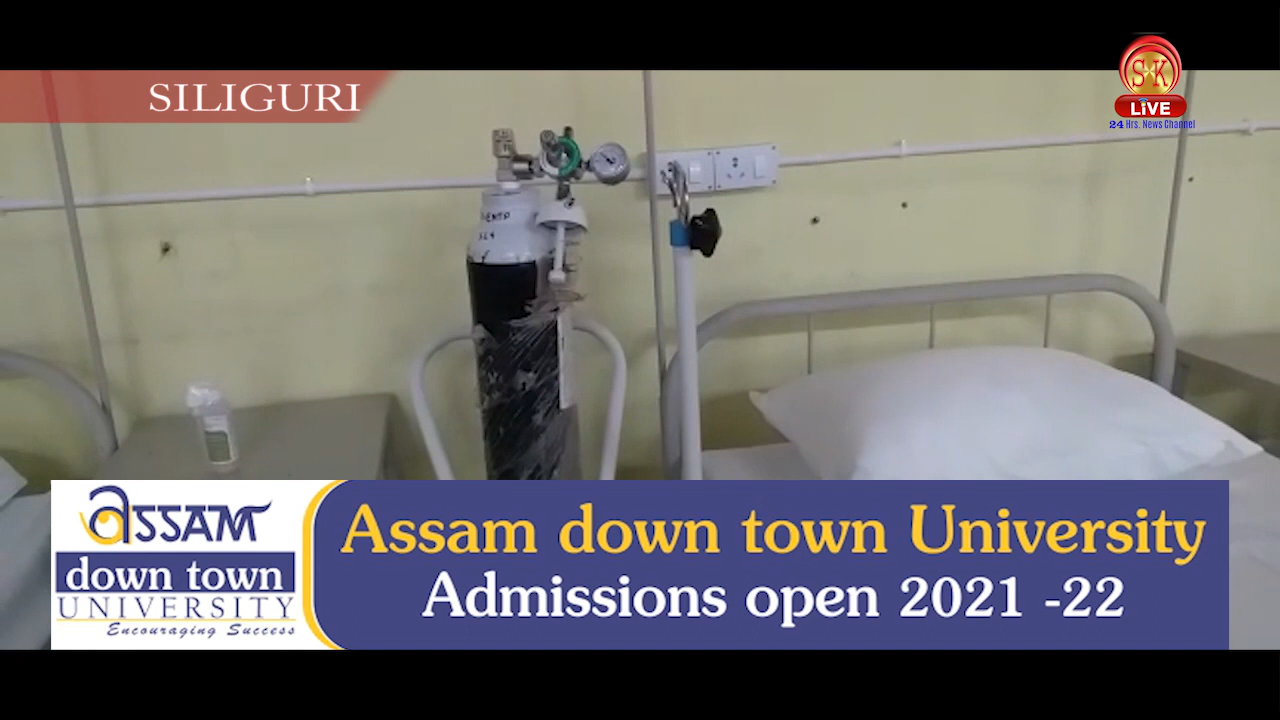 SILIGURI
SK
LIVE
24 Hrs. News Channel
ASSAM
down town
UNIVERSITY
Encouraging Success
Assam down town University
Admissions open 2021 -22